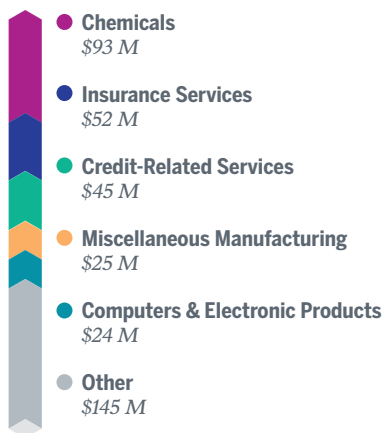 Chemicals
$93 M
Insurance Services
$52 M
Credit-Related Services
$45 M
Miscellaneous Manufacturing
$25 M
Computers & Electronic Products
$24 M
Other
$145 M